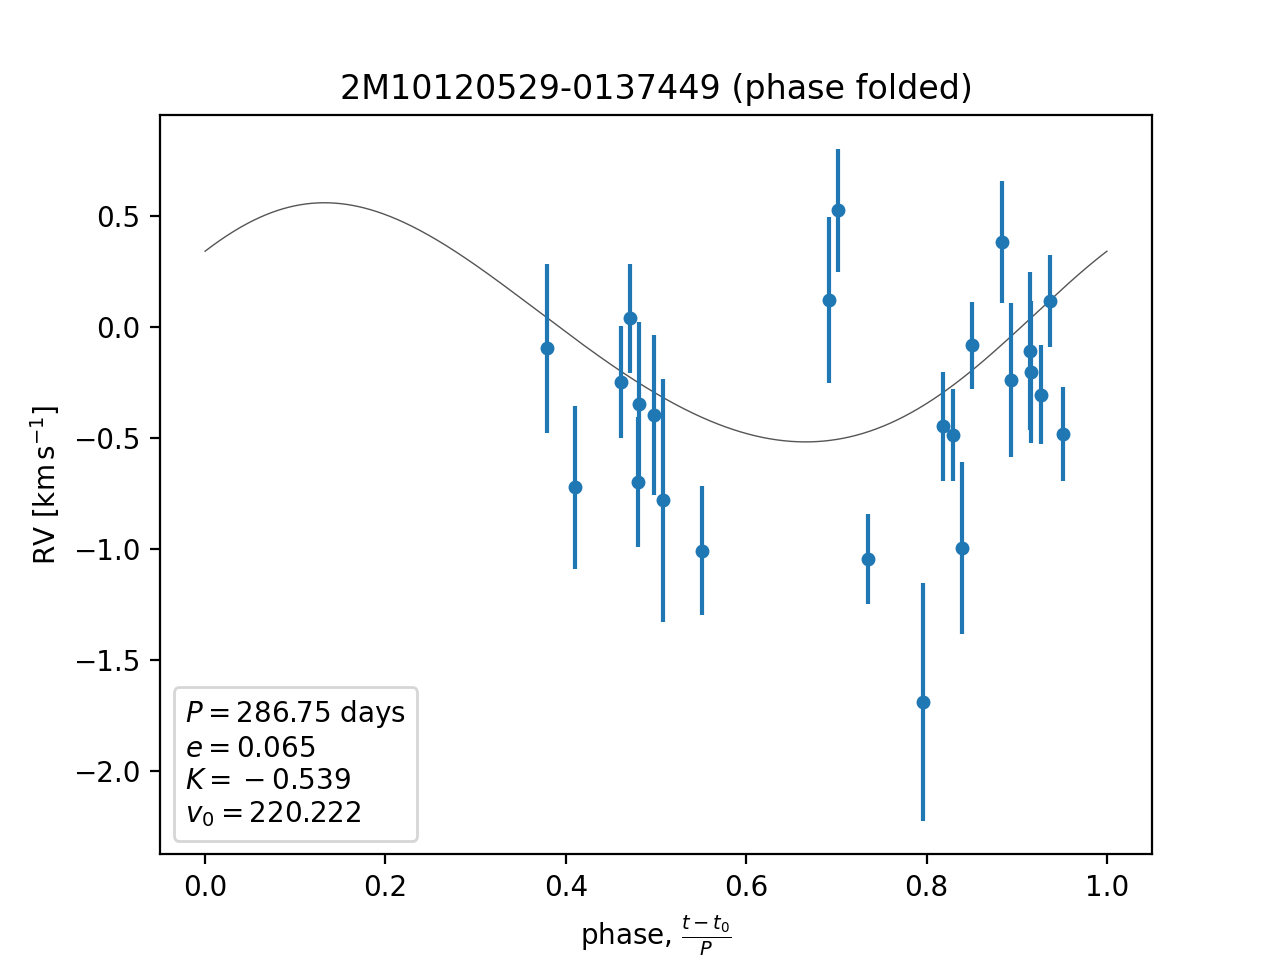 2M10120529-0137449 (phase folded)
0.5
0.0
−0.5
−1.0
−1.5
−2.0
RV [km s⁻¹]
P = 286.75 days
e = 0.065
K = −0.539
v₀ = 220.222
0.0 0.2 0.4 0.6 0.8 1.0
phase, (t − t₀)/P